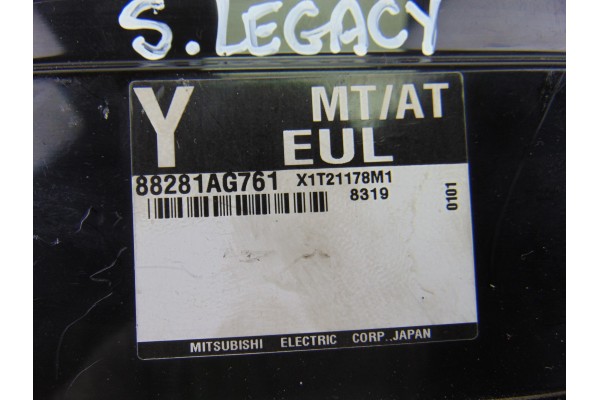 S. LEGACY
Y MT/AT
EUL
88281AG761 X1T21178M1
8319
0101
MITSUBISHI ELECTRIC CORP. JAPAN